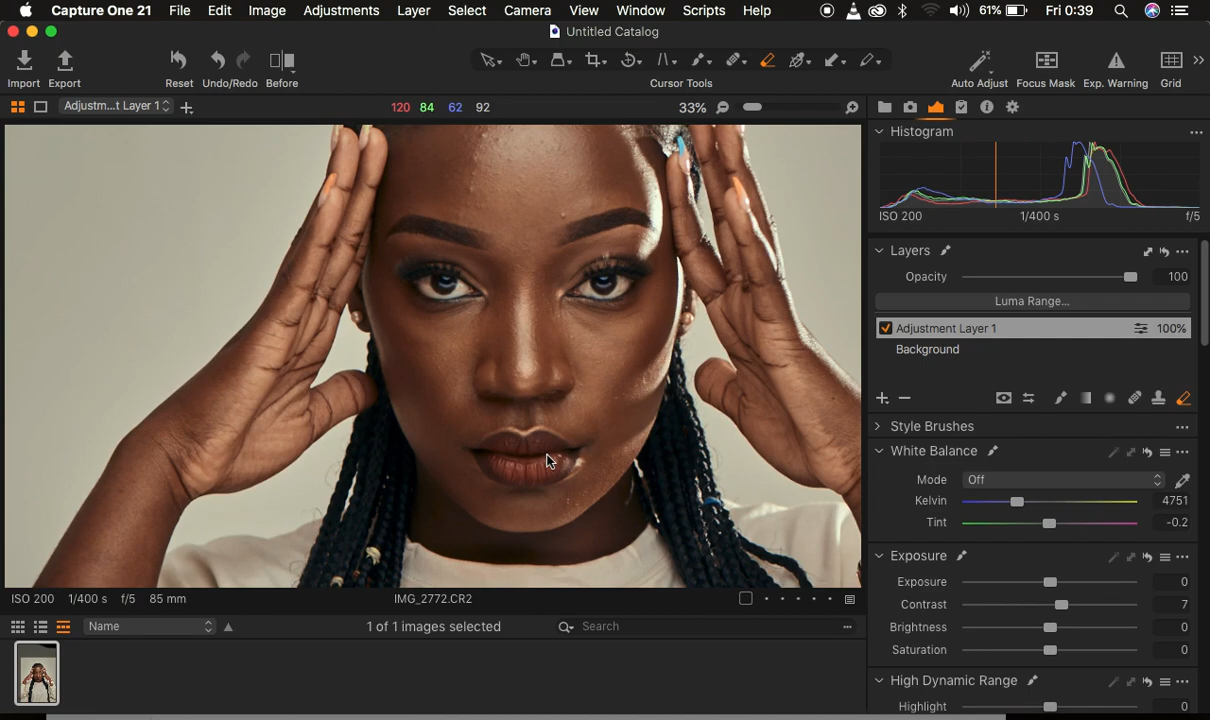 Capture One 21 File Edit Image Adjustments Layer Select Camera View Window Scripts Help 61% Fri 0:39
Untitled Catalog
Import Export Reset Undo/Redo Before Cursor Tools Auto Adjust Focus Mask Exp. Warning Grid
Adjustm...t Layer 1 120 84 62 92 33%
Histogram
ISO 200 1/400 s f/5
Layers
Opacity 100
Luma Range...
Adjustment Layer 1 100%
Background
Style Brushes
White Balance
Mode Off
Kelvin 4751
Tint -0.2
Exposure
Exposure 0
Contrast 7
Brightness 0
Saturation 0
High Dynamic Range
Highlight 0
ISO 200 1/400 s f/5 85 mm IMG_2772.CR2
Name 1 of 1 images selected Search